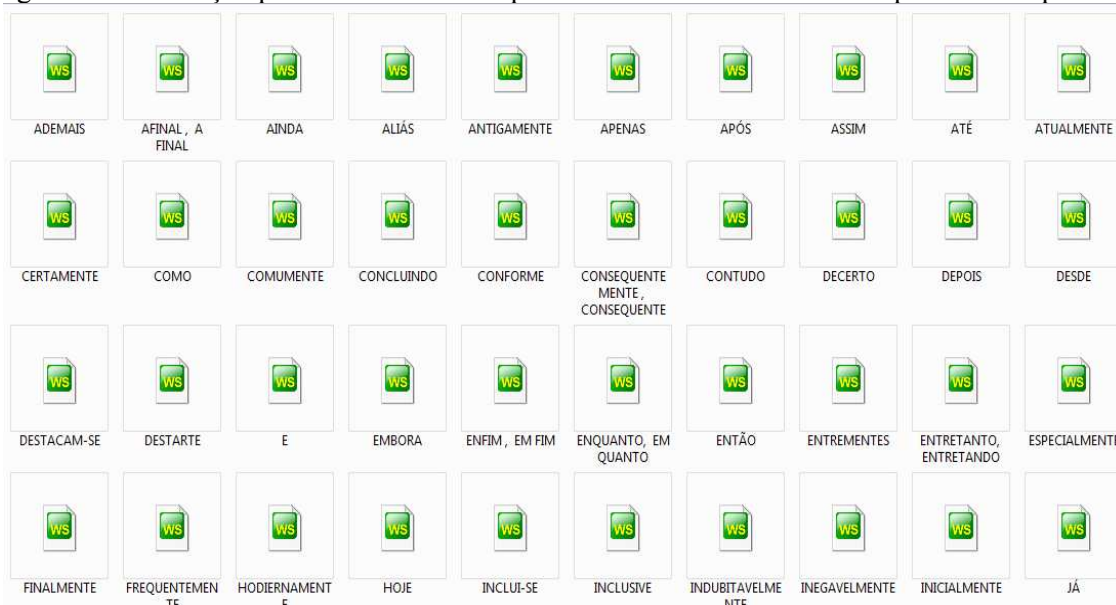 WS WS WS WS WS WS WS WS WS WS
ADEMAIS AFINAL , A FINAL AINDA ALIÁS ANTIGAMENTE APENAS APÓS ASSIM ATÉ ATUALMENTE
WS WS WS WS WS WS WS WS WS WS
CERTAMENTE COMO COMUMENTE CONCLUINDO CONFORME CONSEQUENTE MENTE , CONSEQUENTE CONTUDO DECERTO DEPOIS DESDE
WS WS WS WS WS WS WS WS WS WS
DESTACAM-SE DESTARTE E EMBORA ENFIM , EM FIM ENQUANTO, EM QUANTO ENTÃO ENTREMENTES ENTRETANTO, ENTRETANDO ESPECIALMENTE
WS WS WS WS WS WS WS WS WS WS
FINALMENTE FREQUENTEMEN TE HODIERNAMENT E HOJE INCLUI-SE INCLUSIVE INDUBITAVELME NTE INEGAVELMENTE INICIALMENTE JÁ